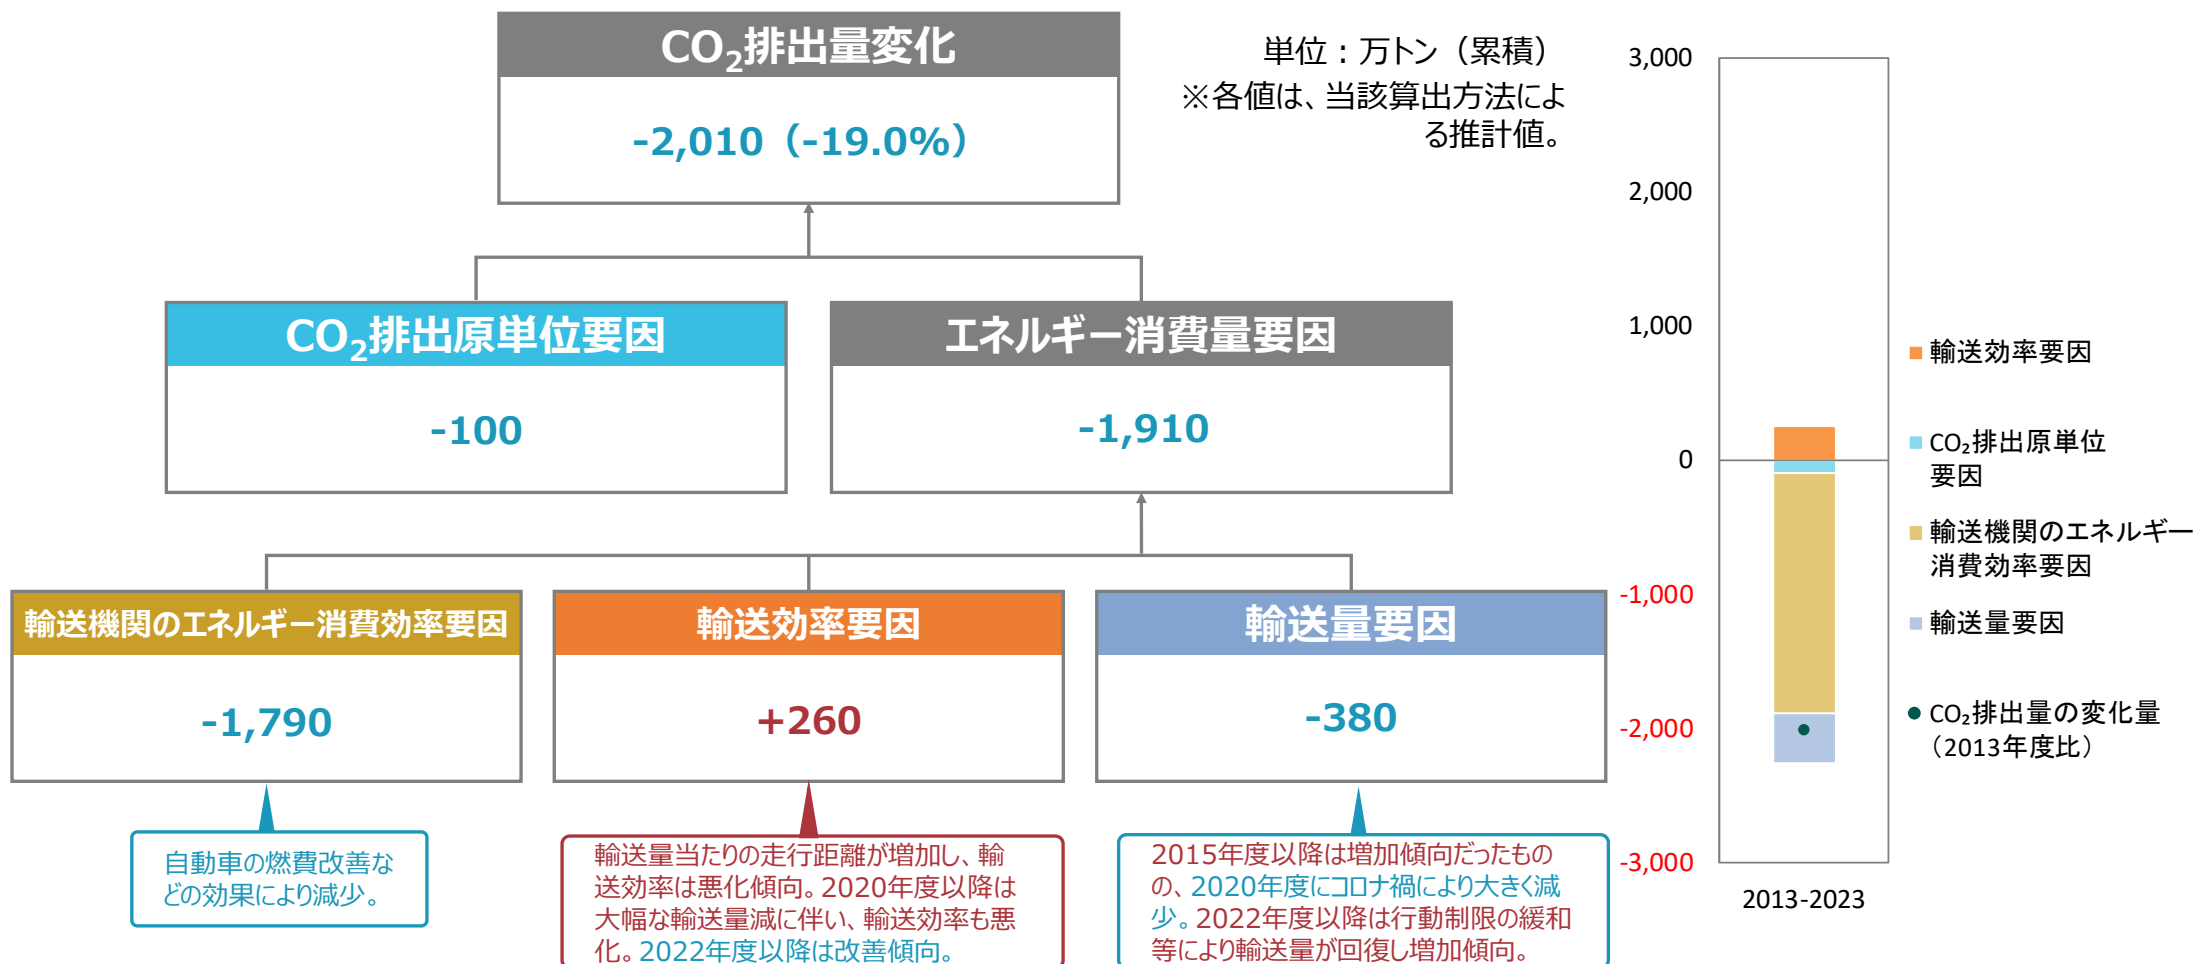 CO₂排出量変化
-2,010（-19.0%）
単位：万トン（累積）
※各値は、当該算出方法によ
る推計値。
CO₂排出原単位要因
-100
エネルギー消費量要因
-1,910
輸送機関のエネルギー消費効率要因
-1,790
輸送効率要因
+260
輸送量要因
-380
自動車の燃費改善な
どの効果により減少。
輸送量当たりの走行距離が増加し、輸
送効率は悪化傾向。2020年度以降は
大幅な輸送量減に伴い、輸送効率も悪
化。2022年度以降は改善傾向。
2015年度以降は増加傾向だったもの
の、2020年度にコロナ禍により大きく減
少。2022年度以降は行動制限の緩和
等により輸送量が回復し増加傾向。
3,000
2,000
1,000
0
-1,000
-2,000
-3,000
2013-2023
輸送効率要因
CO₂排出原単位
要因
輸送機関のエネルギー
消費効率要因
輸送量要因
CO₂排出量の変化量
（2013年度比）